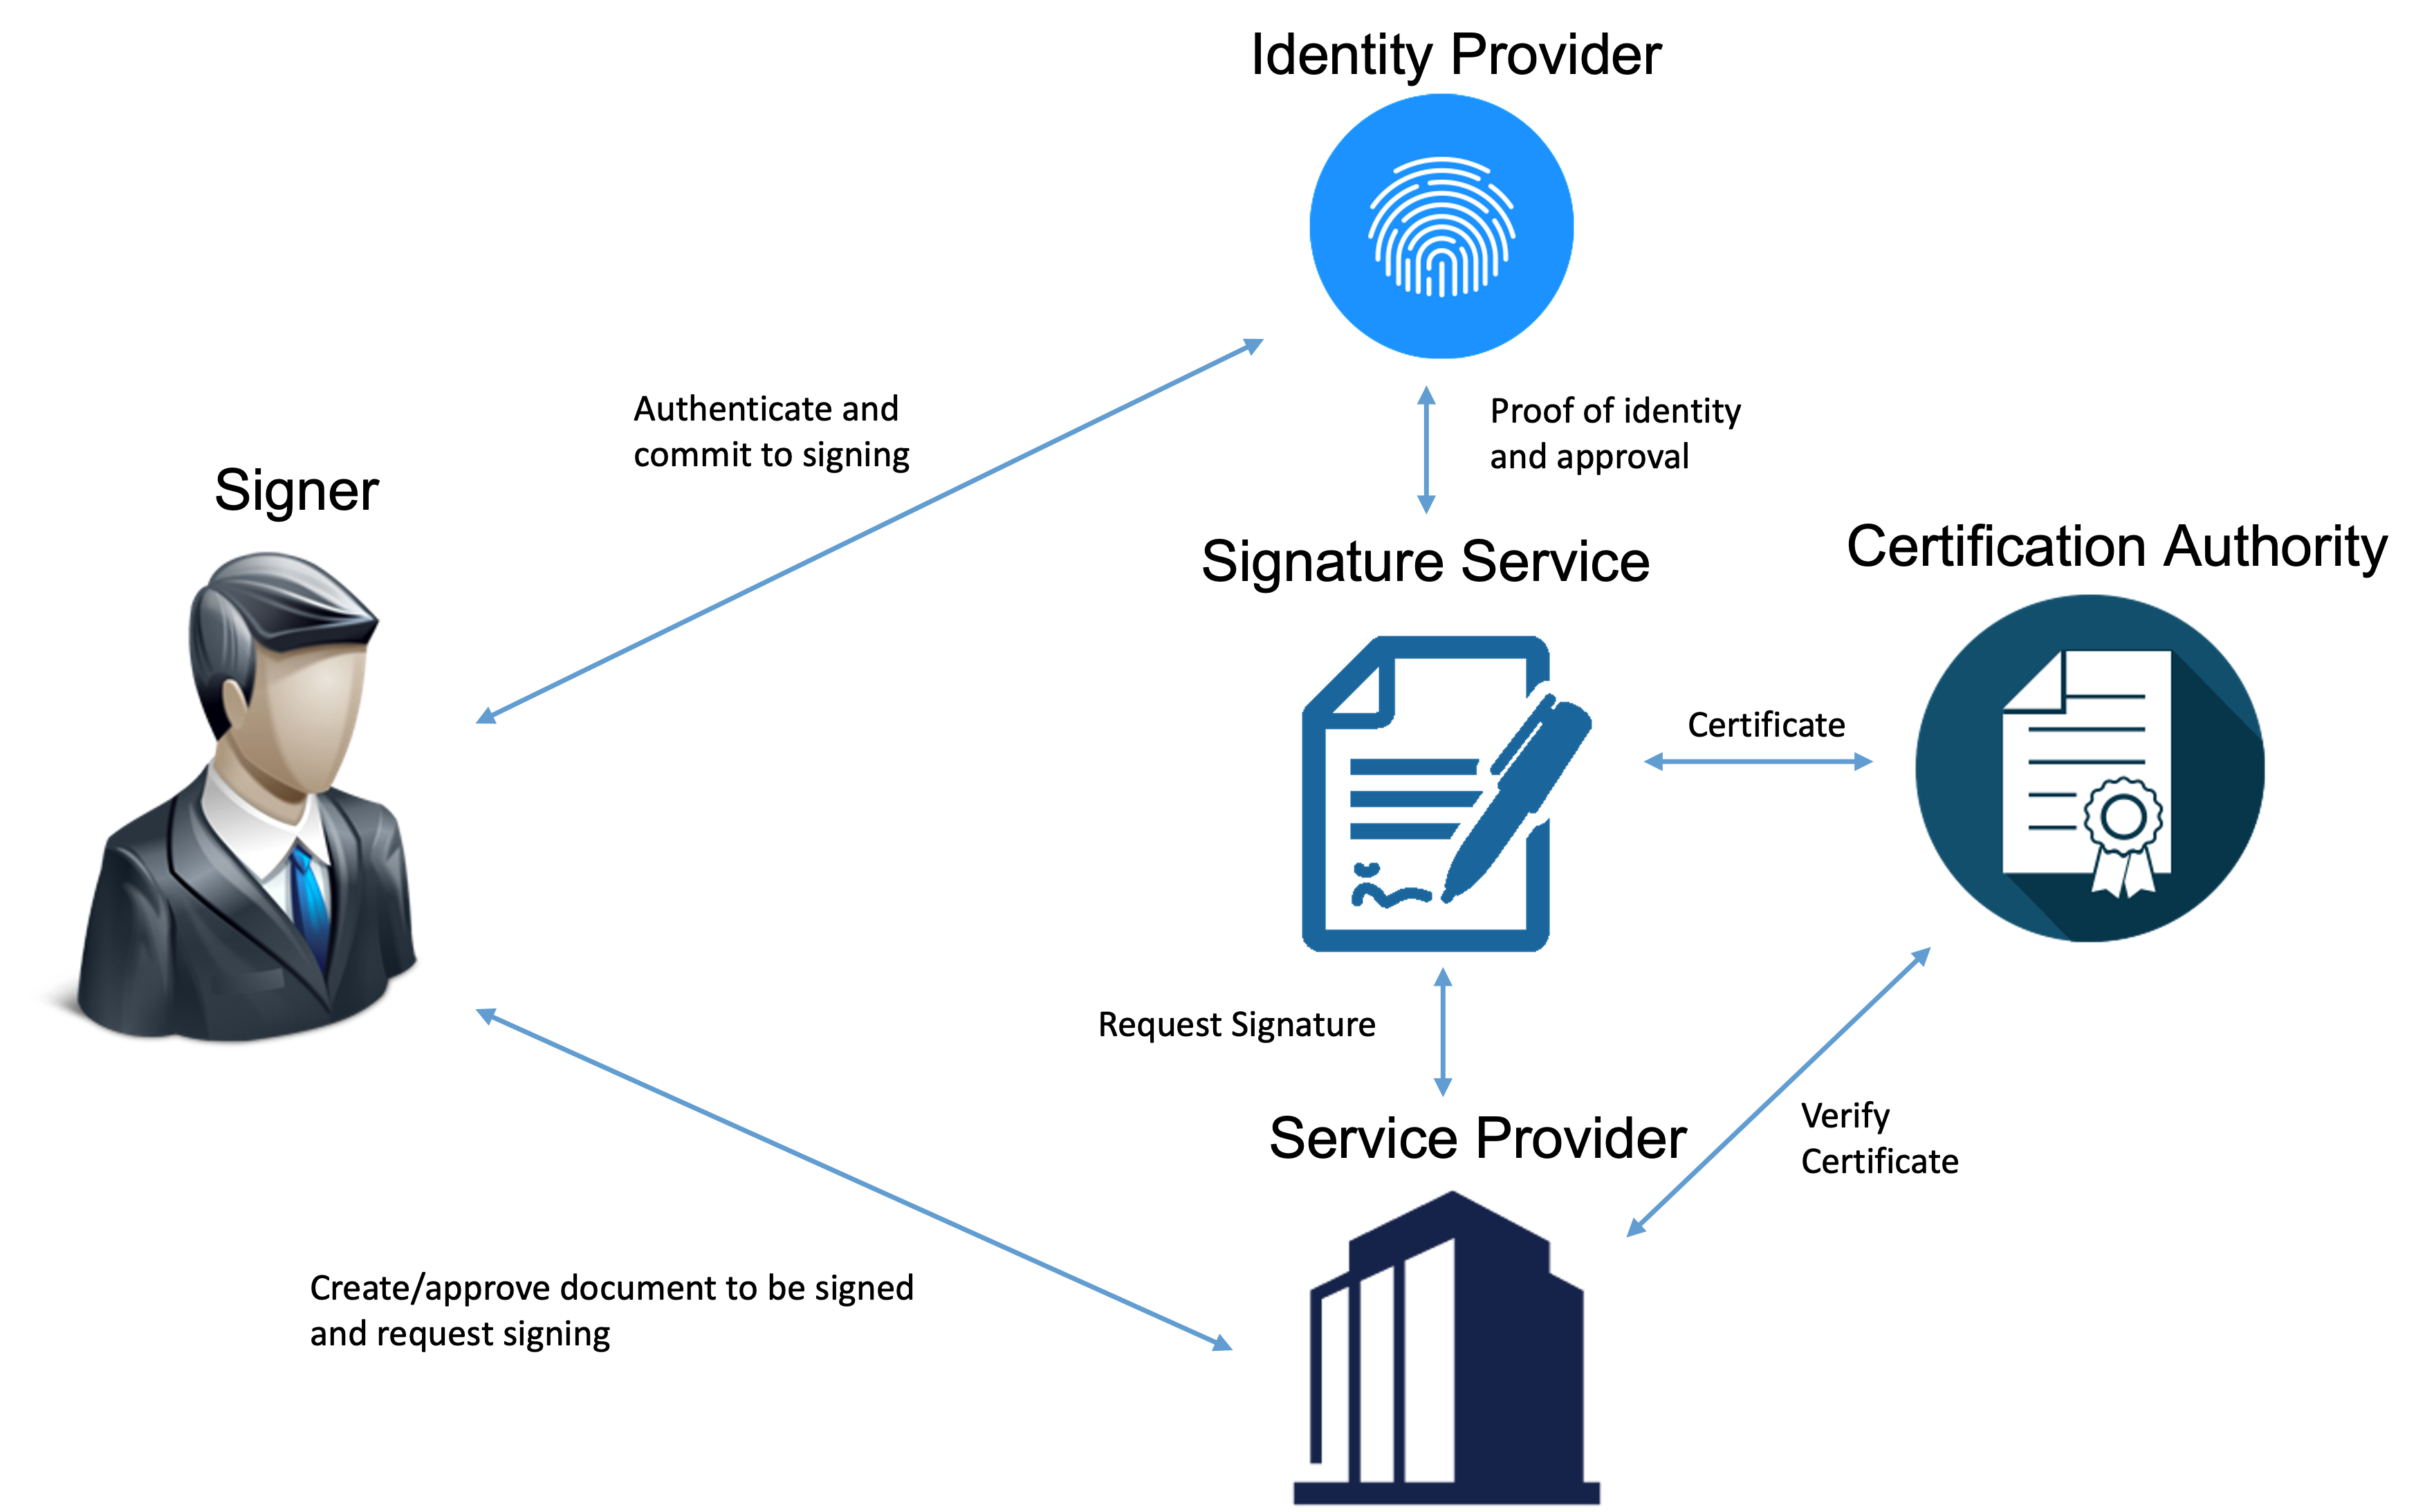 Identity Provider
Authenticate and
commit to signing
Proof of identity
and approval
Signer
Signature Service
Certification Authority
Certificate
Request Signature
Service Provider
Verify
Certificate
Create/approve document to be signed
and request signing